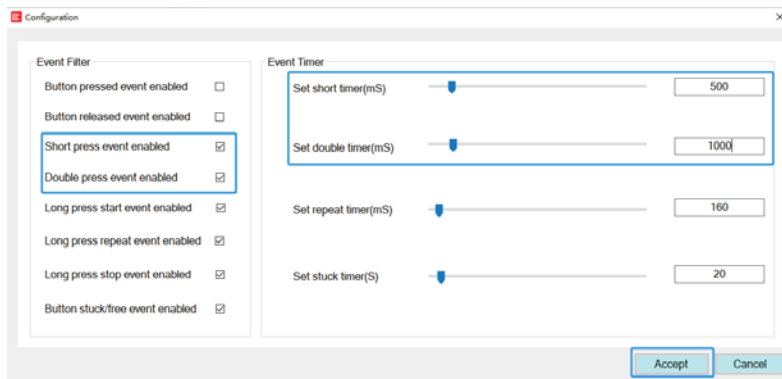 Configuration
Event Filter
Button pressed event enabled
Button released event enabled
Short press event enabled
Double press event enabled
Long press start event enabled
Long press repeat event enabled
Long press stop event enabled
Button stuck/free event enabled
Event Timer
Set short timer(mS) 500
Set double timer(mS) 1000
Set repeat timer(mS) 160
Set stuck timer(S) 20
Accept Cancel